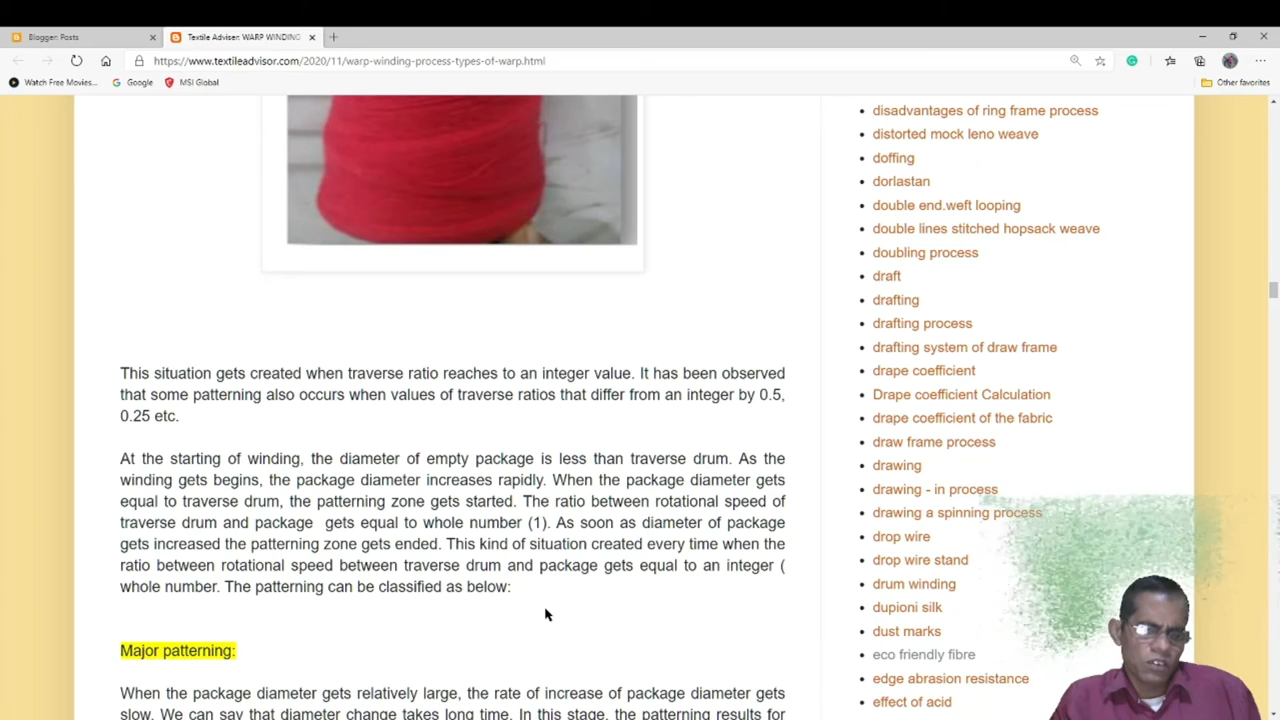 Blogger: Posts
Textile Adviser: WARP WINDING
https://www.textileadvisor.com/2020/11/warp-winding-process-types-of-warp.html
Watch Free Movies...
Google
MSI Global
Other favorites
This situation gets created when traverse ratio reaches to an integer value. It has been observed
that some patterning also occurs when values of traverse ratios that differ from an integer by 0.5,
0.25 etc.
At the starting of winding, the diameter of empty package is less than traverse drum. As the
winding gets begins, the package diameter increases rapidly. When the package diameter gets
equal to traverse drum, the patterning zone gets started. The ratio between rotational speed of
traverse drum and package gets equal to whole number (1). As soon as diameter of package
gets increased the patterning zone gets ended. This kind of situation created every time when the
ratio between rotational speed between traverse drum and package gets equal to an integer (
whole number. The patterning can be classified as below:
Major patterning:
When the package diameter gets relatively large, the rate of increase of package diameter gets
slow. We can say that diameter change takes long time. In this stage, the patterning results for
disadvantages of ring frame process
distorted mock leno weave
doffing
dorlastan
double end.weft looping
double lines stitched hopsack weave
doubling process
draft
drafting
drafting process
drafting system of draw frame
drape coefficient
Drape coefficient Calculation
drape coefficient of the fabric
draw frame process
drawing
drawing - in process
drawing a spinning process
drop wire
drop wire stand
drum winding
dupioni silk
dust marks
eco friendly fibre
edge abrasion resistance
effect of acid